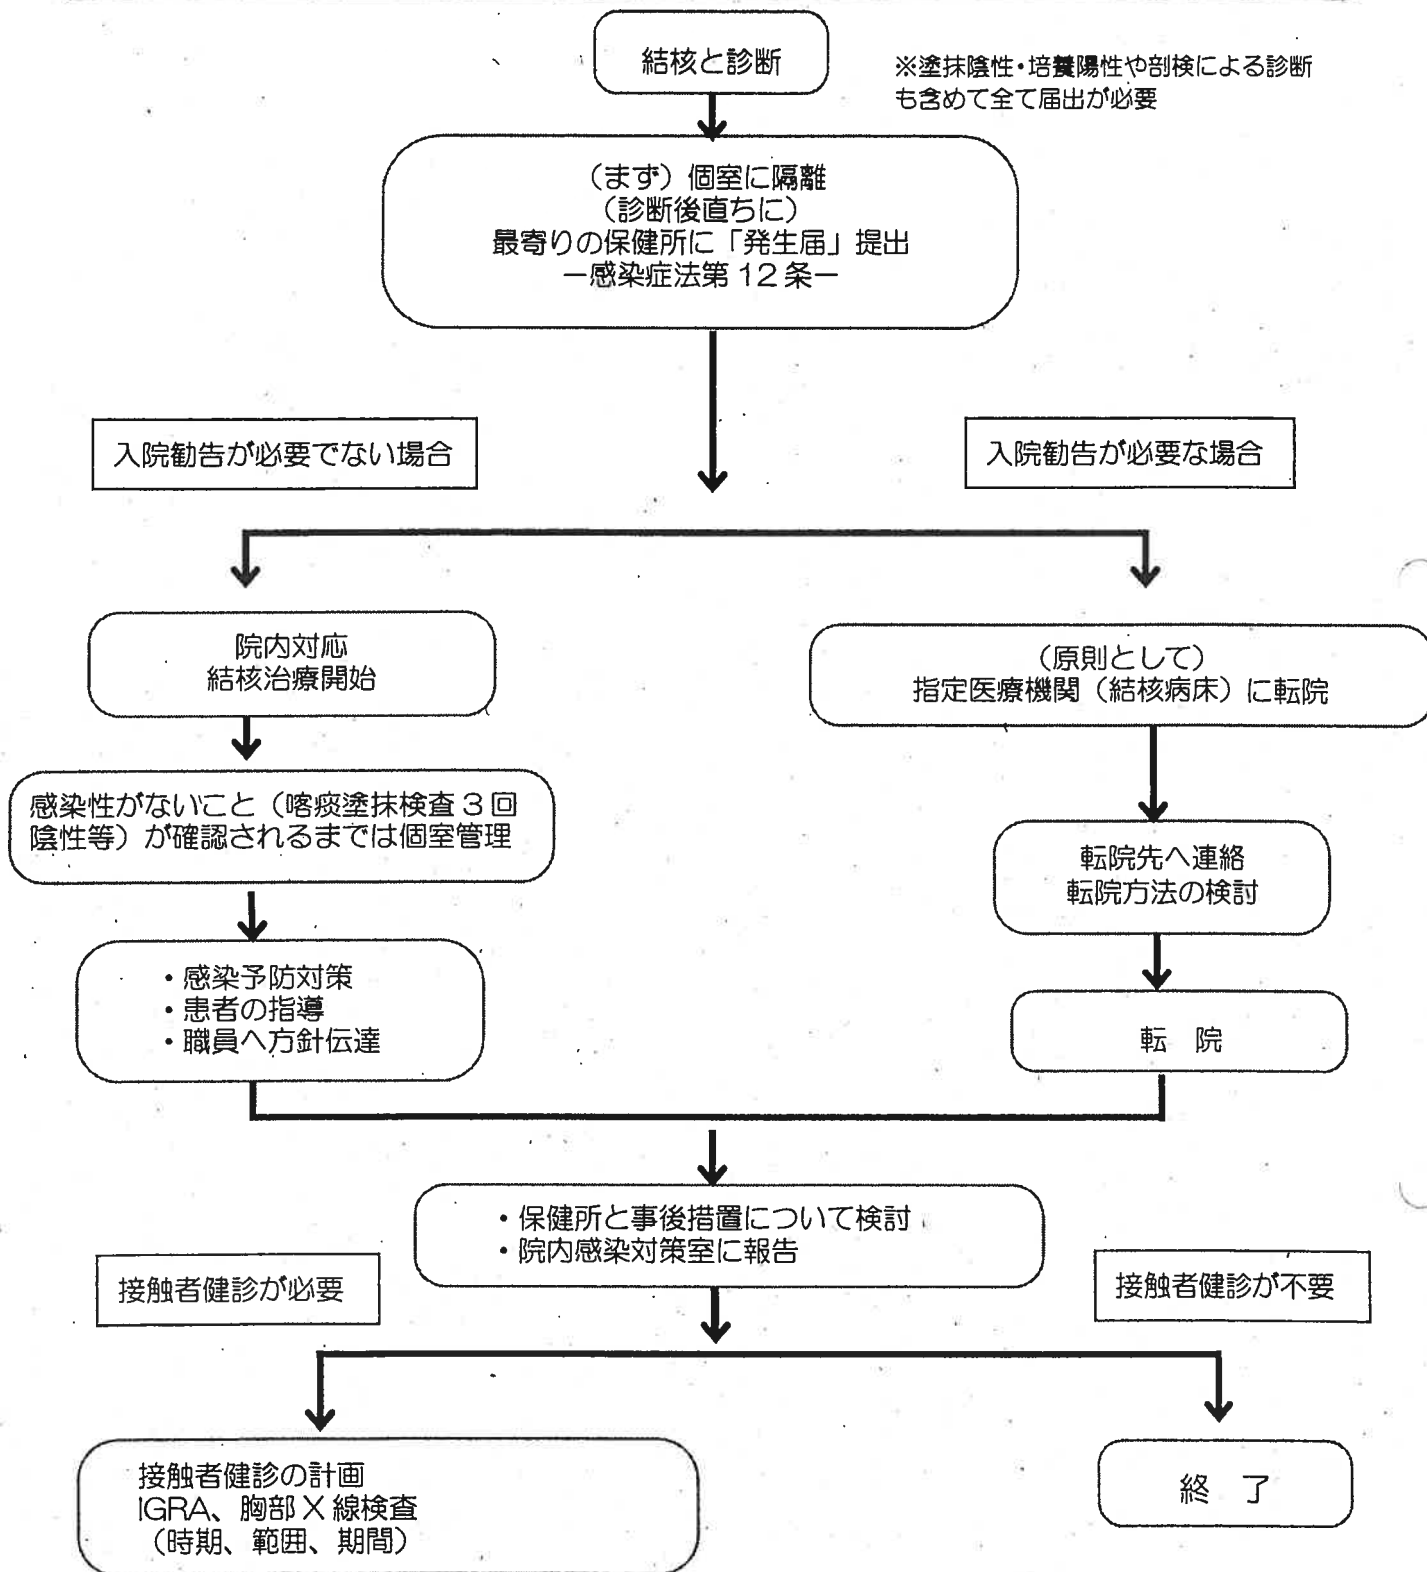 結核と診断
※塗抹陰性・培養陽性や剖検による診断
も含めて全て届出が必要
（まず）個室に隔離
（診断後直ちに）
最寄りの保健所に「発生届」提出
－感染症法第12条－
入院勧告が必要でない場合
入院勧告が必要な場合
院内対応
結核治療開始
（原則として）
指定医療機関（結核病床）に転院
感染性がないこと（喀痰塗抹検査3回
陰性等）が確認されるまでは個室管理
転院先へ連絡
転院方法の検討
・感染予防対策
・患者の指導
・職員へ方針伝達
転　院
・保健所と事後措置について検討
・院内感染対策室に報告
接触者健診が必要
接触者健診が不要
接触者健診の計画
IGRA、胸部X線検査
（時期、範囲、期間）
終　了